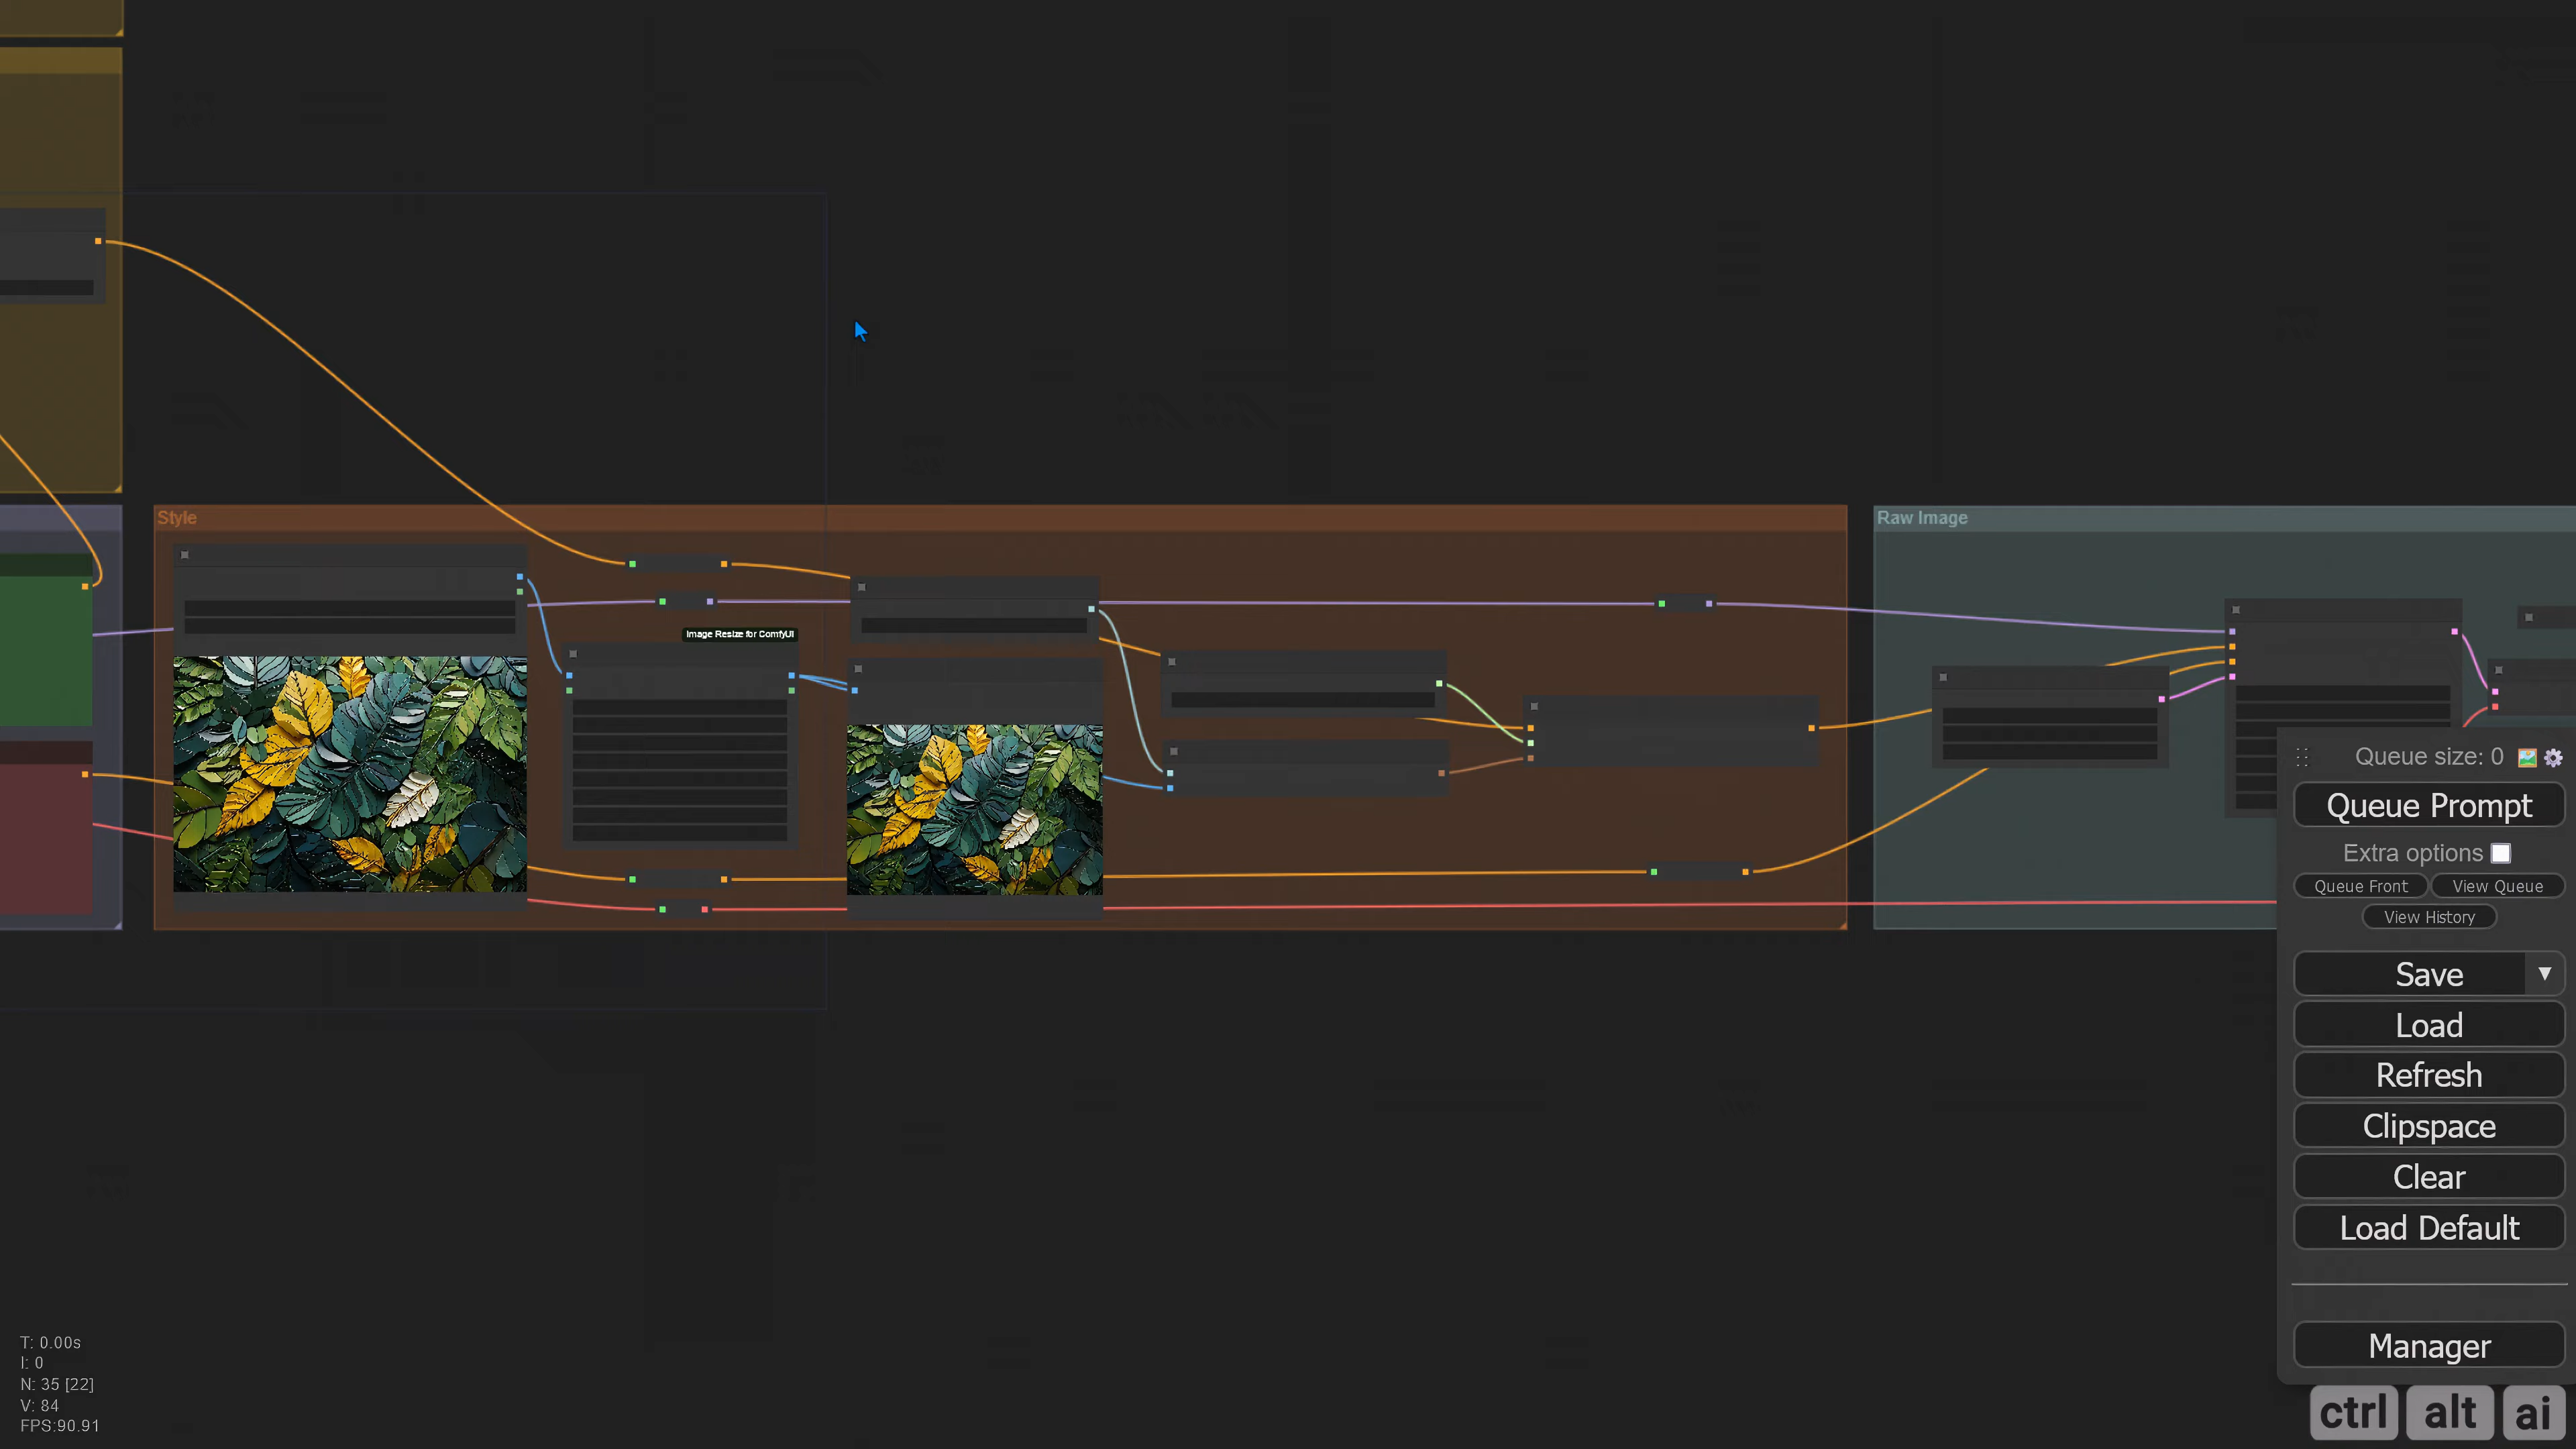 Style
Raw Image
Image Resize for ComfyUI
Queue size: 0
Queue Prompt
Extra options
Queue Front
View Queue
View History
Save
Load
Refresh
Clipspace
Clear
Load Default
Manager
T: 0.00s
I: 0
N: 35 [22]
V: 84
FPS:90.91
ctrl alt ai